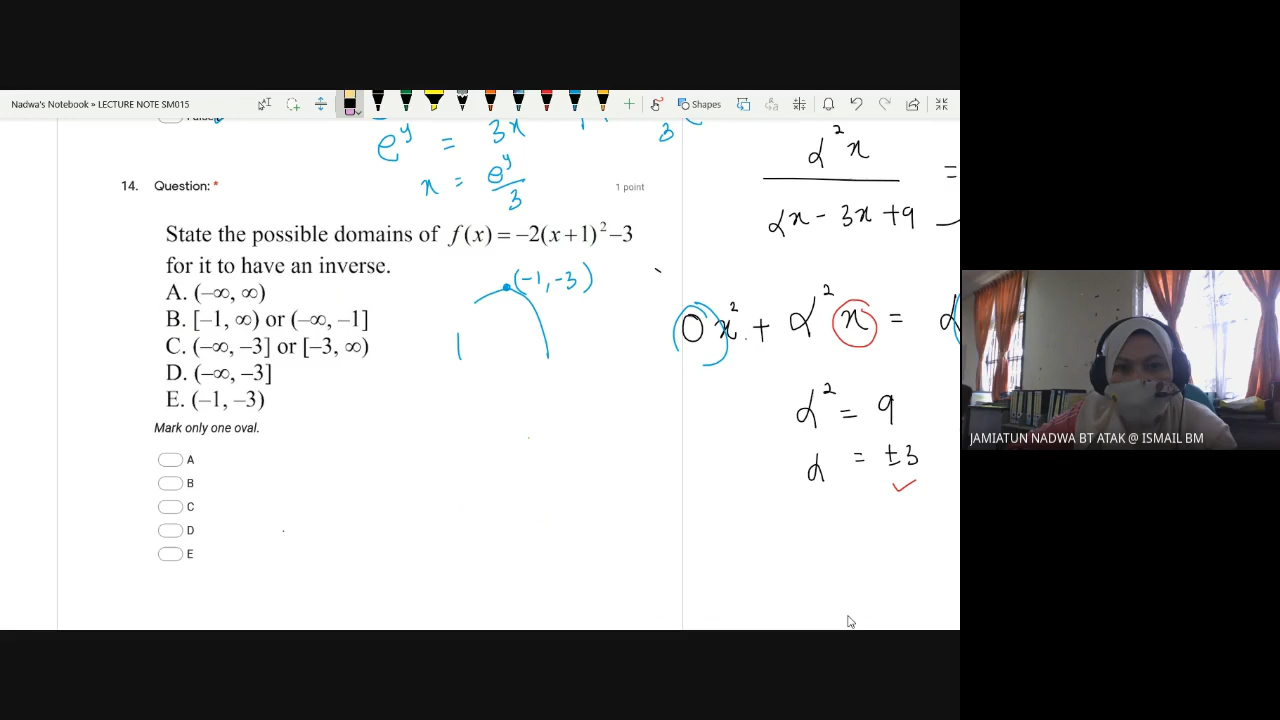 Nadwa's Notebook » LECTURE NOTE SM015
Shapes
e^y = 3x
x = e^y/3
3
14. Question: *
1 point
State the possible domains of f(x) = −2(x+1)²−3
for it to have an inverse.
A. (−∞, ∞)
B. [−1, ∞) or (−∞, −1]
C. (−∞, −3] or [−3, ∞)
D. (−∞, −3]
E. (−1, −3)
Mark only one oval.
A
B
C
D
E
(-1, -3)
α²x
=
αx - 3x + 9
0x² + α²x = α
α² = 9
α = ±3
JAMIATUN NADWA BT ATAK @ ISMAIL BM